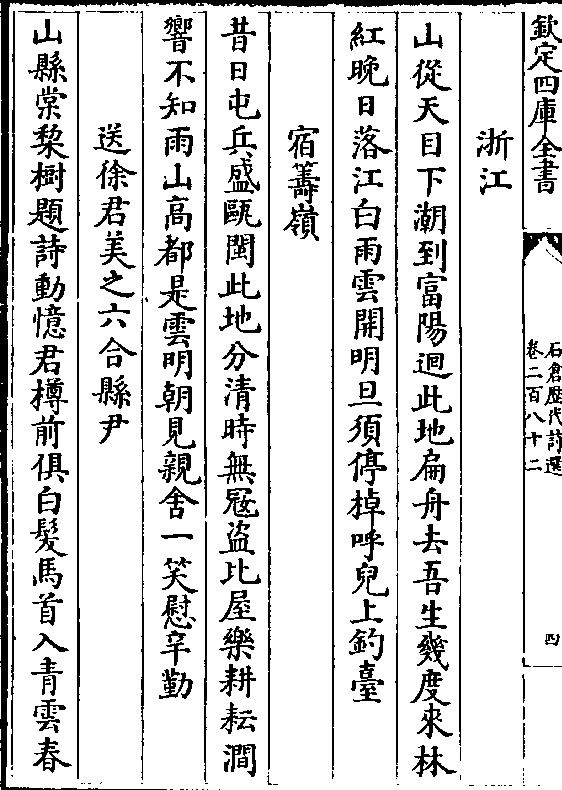 欽定四庫全書
石倉歷代詩選
卷二百八十二
四
浙江
山從天目下潮到富陽迴此地扁舟去吾生幾度來林
紅晚日落江白雨雲開明旦須停棹呼兒上釣臺
宿籌嶺
昔日屯兵盛甌閩此地分清時無冦盗比屋樂耕耘澗
響不知雨山高都是雲明朝見親舍一笑慰辛勤
送徐君美之六合縣尹
山縣棠棃樹題詩動憶君樽前俱白髮馬首入青雲春